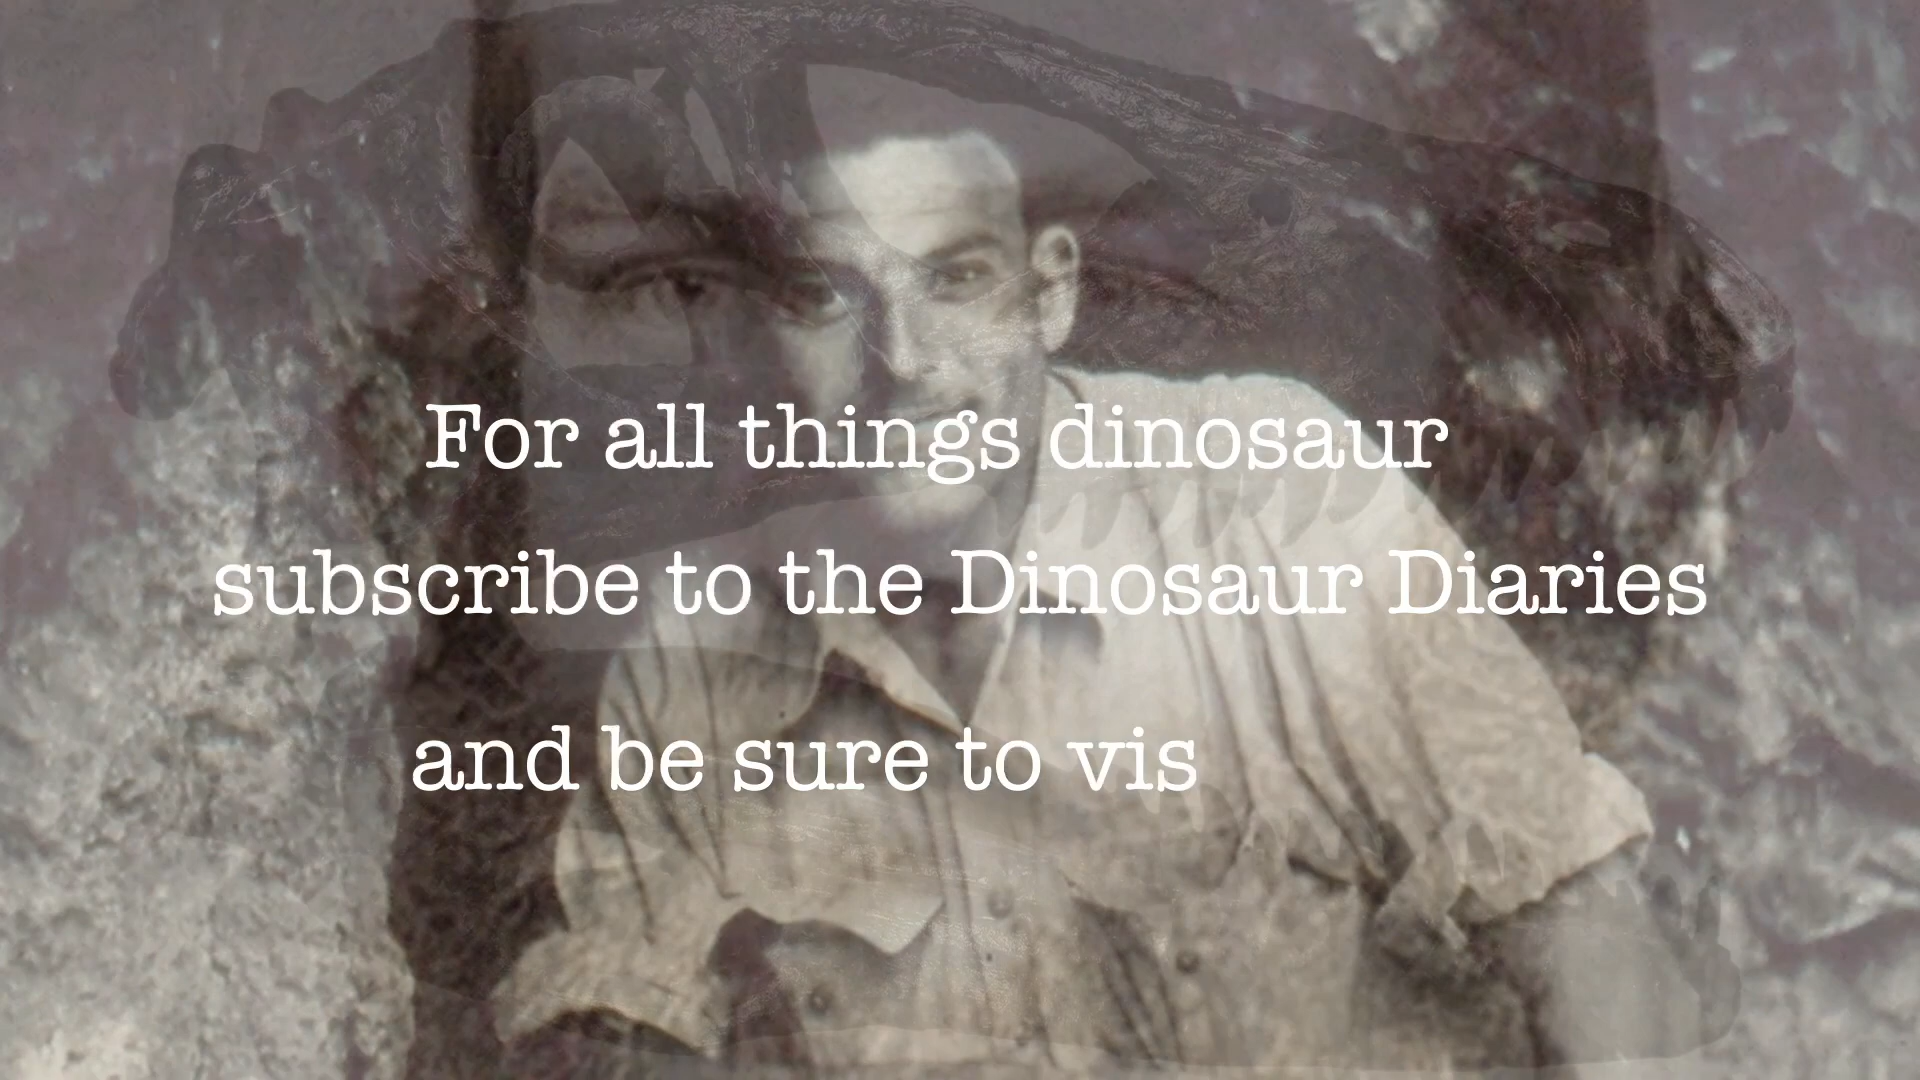 For all things dinosaur
subscribe to the Dinosaur Diaries
and be sure to vis